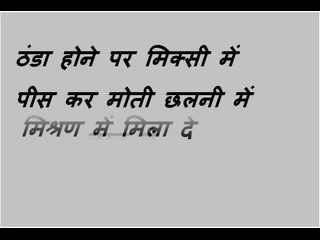 ठंडा होने पर मिक्सी में
पीस कर मोती छलनी में
मिश्रण में मिला दे